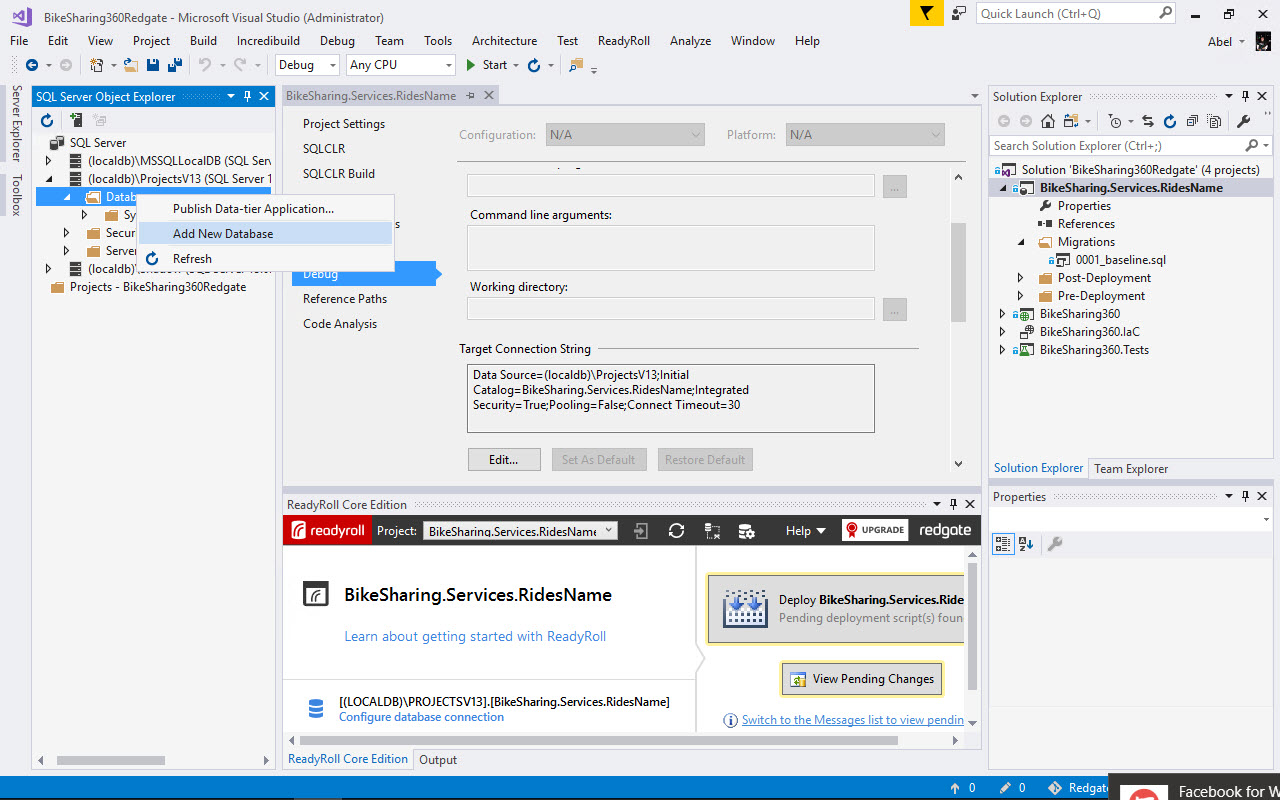 BikeSharing360Redgate - Microsoft Visual Studio (Administrator)
Quick Launch (Ctrl+Q)
File Edit View Project Build Incredibuild Debug Team Tools Architecture Test ReadyRoll Analyze Window Help
Abel
Debug Any CPU Start
Server Explorer
Toolbox
SQL Server Object Explorer
SQL Server
(localdb)\MSSQLLocalDB (SQL Serv
(localdb)\ProjectsV13 (SQL Server 1
Datab
Sy
Secur
Server
Projects - BikeSharing360Redgate
Publish Data-tier Application...
Add New Database
Refresh
BikeSharing.Services.RidesName
Project Settings
SQLCLR
SQLCLR Build
Debug
Reference Paths
Code Analysis
Configuration: N/A Platform: N/A
...
Command line arguments:
Working directory:
...
Target Connection String
Data Source=(localdb)\ProjectsV13;Initial
Catalog=BikeSharing.Services.RidesName;Integrated
Security=True;Pooling=False;Connect Timeout=30
Edit... Set As Default Restore Default
ReadyRoll Core Edition
readyroll Project: BikeSharing.Services.RidesName Help UPGRADE redgate
BikeSharing.Services.RidesName
Learn about getting started with ReadyRoll
[(LOCALDB)\PROJECTSV13].[BikeSharing.Services.RidesName]
Configure database connection
Deploy BikeSharing.Services.Ride
Pending deployment script(s) foun
View Pending Changes
Switch to the Messages list to view pendin
ReadyRoll Core Edition Output
Solution Explorer
Search Solution Explorer (Ctrl+;)
Solution 'BikeSharing360Redgate' (4 projects)
BikeSharing.Services.RidesName
Properties
References
Migrations
0001_baseline.sql
Post-Deployment
Pre-Deployment
BikeSharing360
BikeSharing360.IaC
BikeSharing360.Tests
Solution Explorer Team Explorer
Properties
0 0 Redgate
Facebook for W